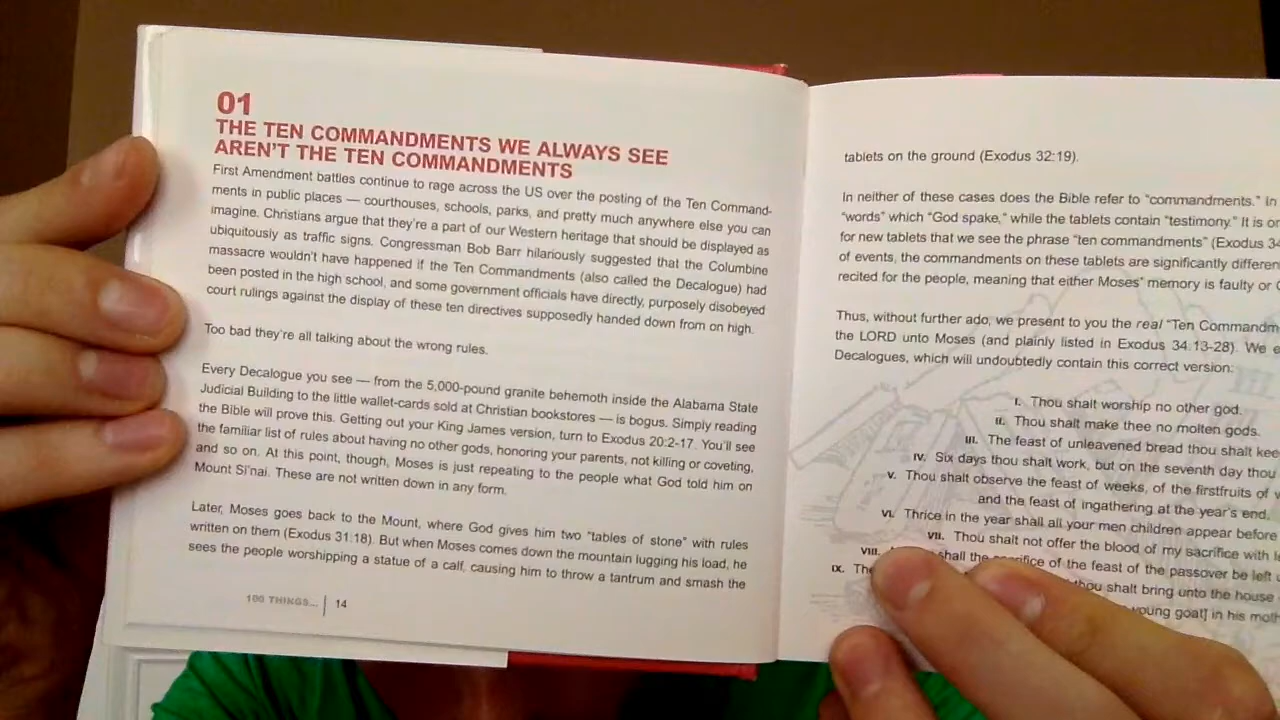 01
THE TEN COMMANDMENTS WE ALWAYS SEE
AREN'T THE TEN COMMANDMENTS
First Amendment battles continue to rage across the US over the posting of the Ten Command-
ments in public places — courthouses, schools, parks, and pretty much anywhere else you can
imagine. Christians argue that they're a part of our Western heritage that should be displayed as
ubiquitously as traffic signs. Congressman Bob Barr hilariously suggested that the Columbine
massacre wouldn't have happened if the Ten Commandments (also called the Decalogue) had
been posted in the high school, and some government officials have directly, purposely disobeyed
court rulings against the display of these ten directives supposedly handed down from on high.
Too bad they're all talking about the wrong rules.
Every Decalogue you see — from the 5,000-pound granite behemoth inside the Alabama State
Judicial Building to the little wallet-cards sold at Christian bookstores — is bogus. Simply reading
the Bible will prove this. Getting out your King James version, turn to Exodus 20:2-17. You'll see
the familiar list of rules about having no other gods, honoring your parents, not killing or coveting,
and so on. At this point, though, Moses is just repeating to the people what God told him on
Mount Si'nai. These are not written down in any form.
Later, Moses goes back to the Mount, where God gives him two "tables of stone" with rules
written on them (Exodus 31:18). But when Moses comes down the mountain lugging his load, he
sees the people worshipping a statue of a calf, causing him to throw a tantrum and smash the
100 THINGS... | 14
tablets on the ground (Exodus 32:19).
In neither of these cases does the Bible refer to "commandments." In
"words" which "God spake," while the tablets contain "testimony." It is
for new tablets that we see the phrase "ten commandments" (Exodus
of events, the commandments on these tablets are significantly
recited for the people, meaning that either Moses' memory is faulty or
Thus, without further ado, we present to you the real "Ten
the LORD unto Moses (and plainly listed in Exodus 34:13-28). We
Decalogues, which will undoubtedly contain this correct version:
I. Thou shalt worship no other god.
II. Thou shalt make thee no molten gods.
III. The feast of unleavened bread thou shalt
IV. Six days thou shalt work, but on the seventh day thou
V. Thou shalt observe the feast of weeks, of the firstfruits of
and the feast of ingathering at the year's end.
VI. Thrice in the year shall all your men children appear before
VII. Thou shalt not offer the blood of my sacrifice with
VIII. shall the sacrifice of the feast of the passover be left
IX. thou shalt bring unto the house
young goat] in his